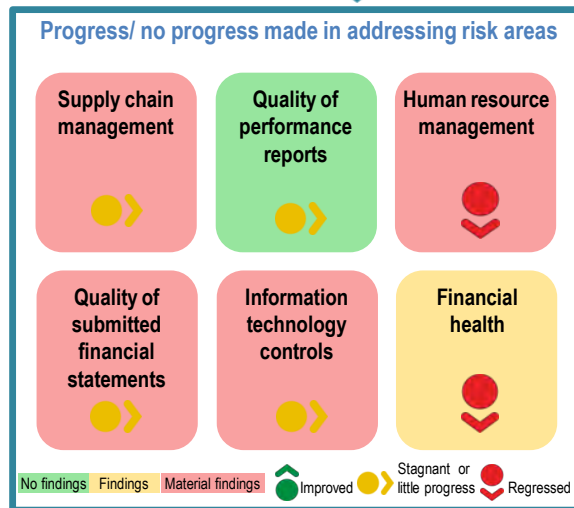 Progress/ no progress made in addressing risk areas
Supply chain
management
Quality of
performance
reports
Human resource
management
Quality of
submitted
financial
statements
Information
technology
controls
Financial
health
No findings
Findings
Material findings
Improved
Stagnant or
little progress
Regressed